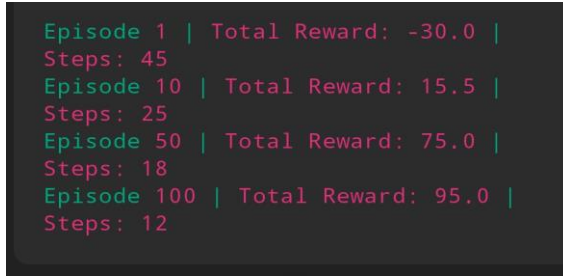 Episode 1 | Total Reward: -30.0 |
Steps: 45
Episode 10 | Total Reward: 15.5 |
Steps: 25
Episode 50 | Total Reward: 75.0 |
Steps: 18
Episode 100 | Total Reward: 95.0 |
Steps: 12